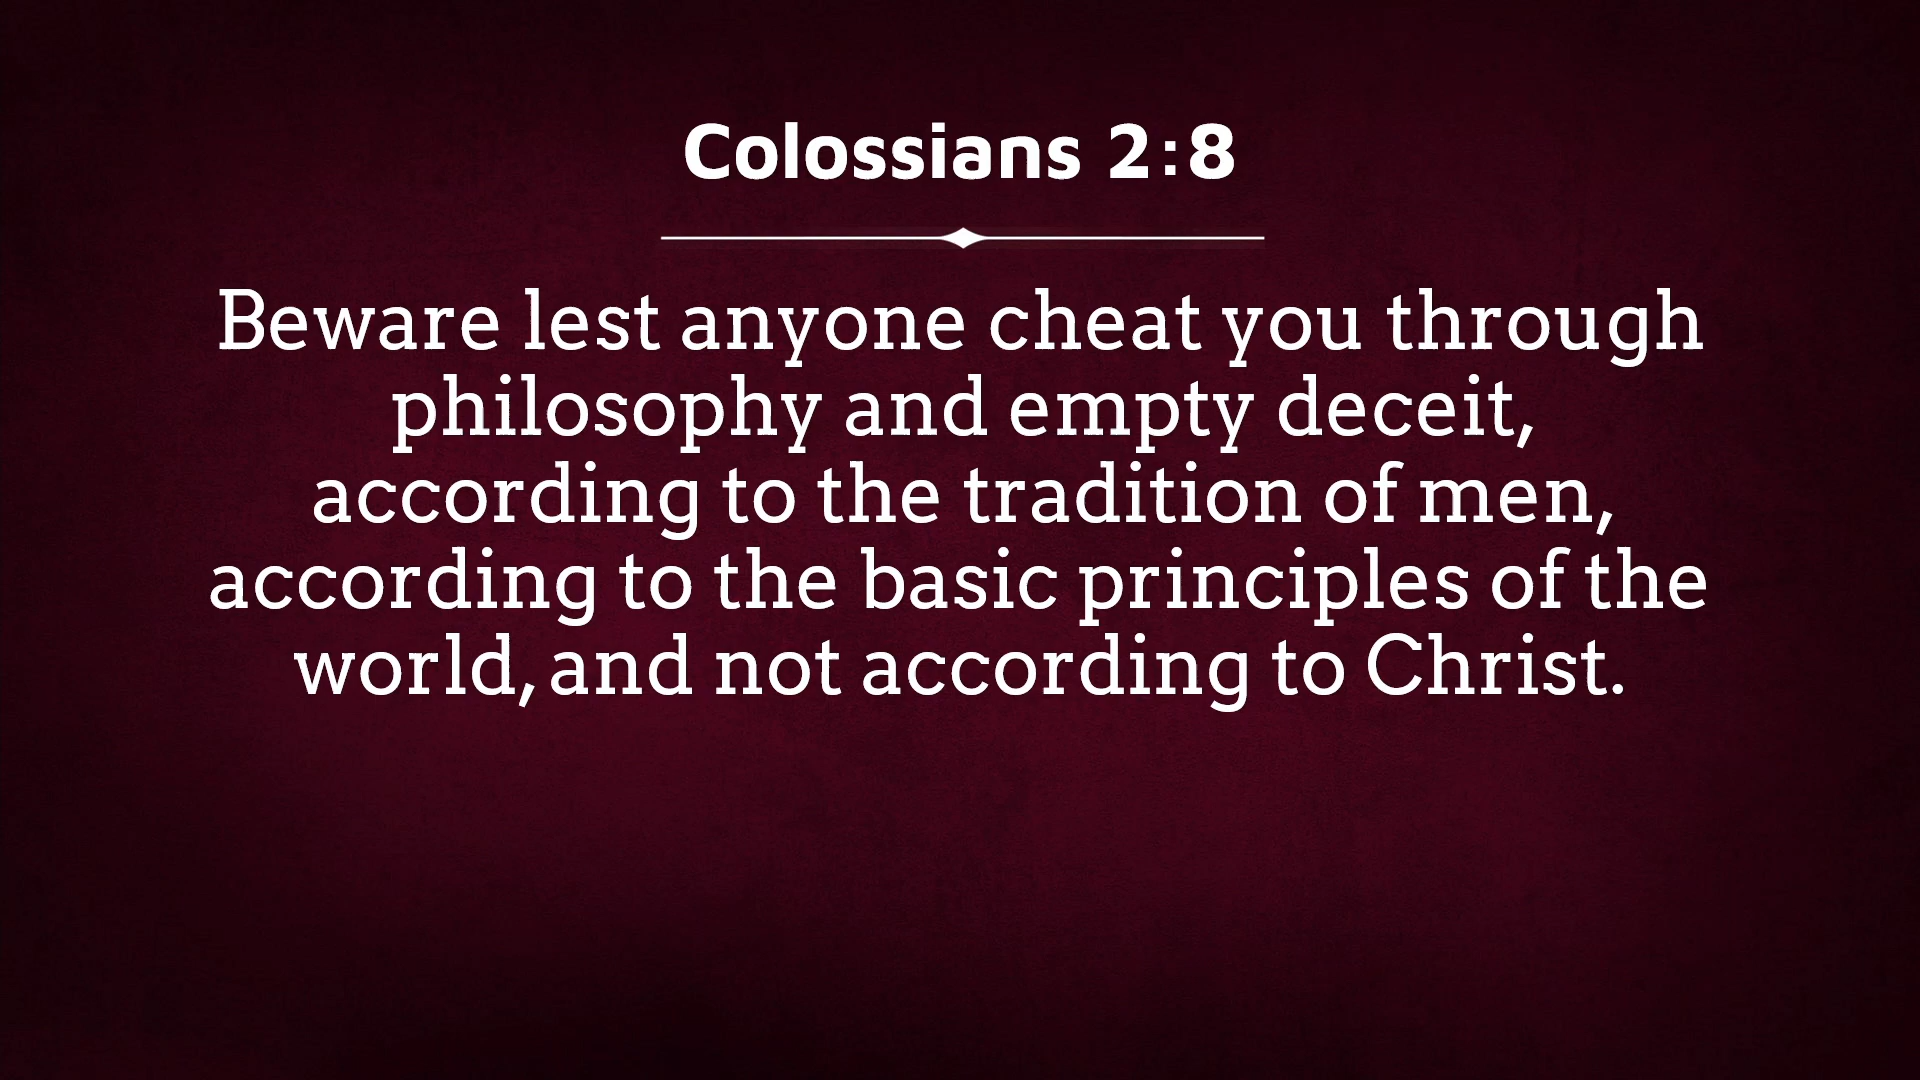 Colossians 2:8
Beware lest anyone cheat you through
philosophy and empty deceit,
according to the tradition of men,
according to the basic principles of the
world, and not according to Christ.